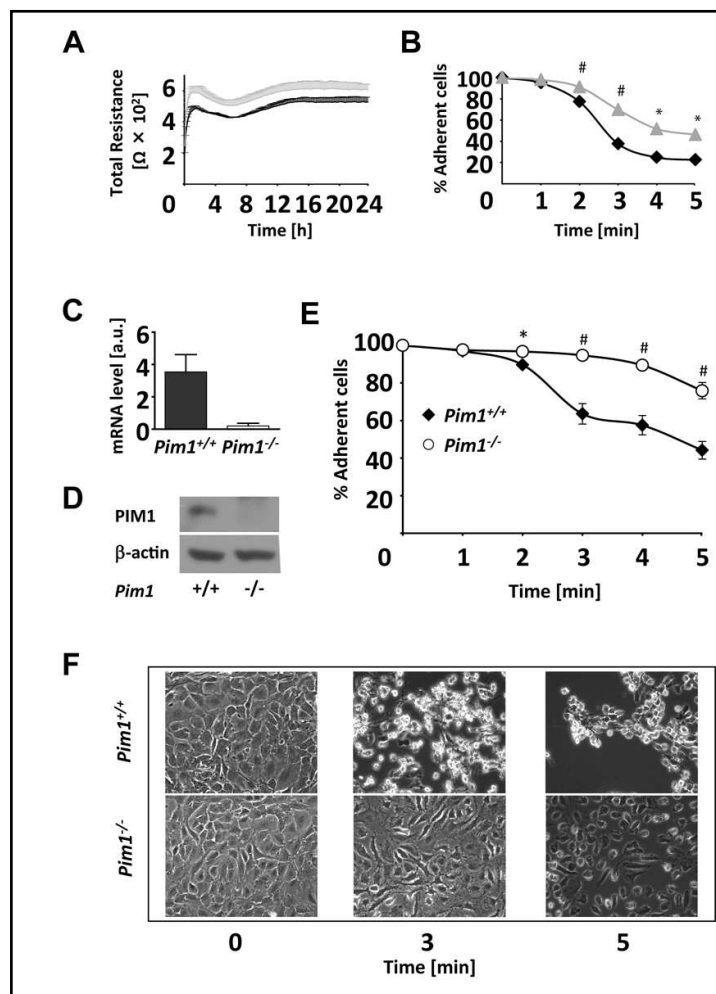 A
Total Resistance
[Ω × 10²]
6
4
2
0 4 8 12 16 20 24
Time [h]
B
% Adherent cells
100
80
60
40
20
# # * *
0 1 2 3 4 5
Time [min]
C
mRNA level [a.u.]
6
4
2
0
Pim1+/+ Pim1-/-
D
PIM1
β-actin
Pim1 +/+ -/-
E
% Adherent cells
100
80
60
40
20
* # # #
Pim1+/+
Pim1-/-
0 1 2 3 4 5
Time [min]
F
Pim1+/+
Pim1-/-
0 3 5
Time [min]